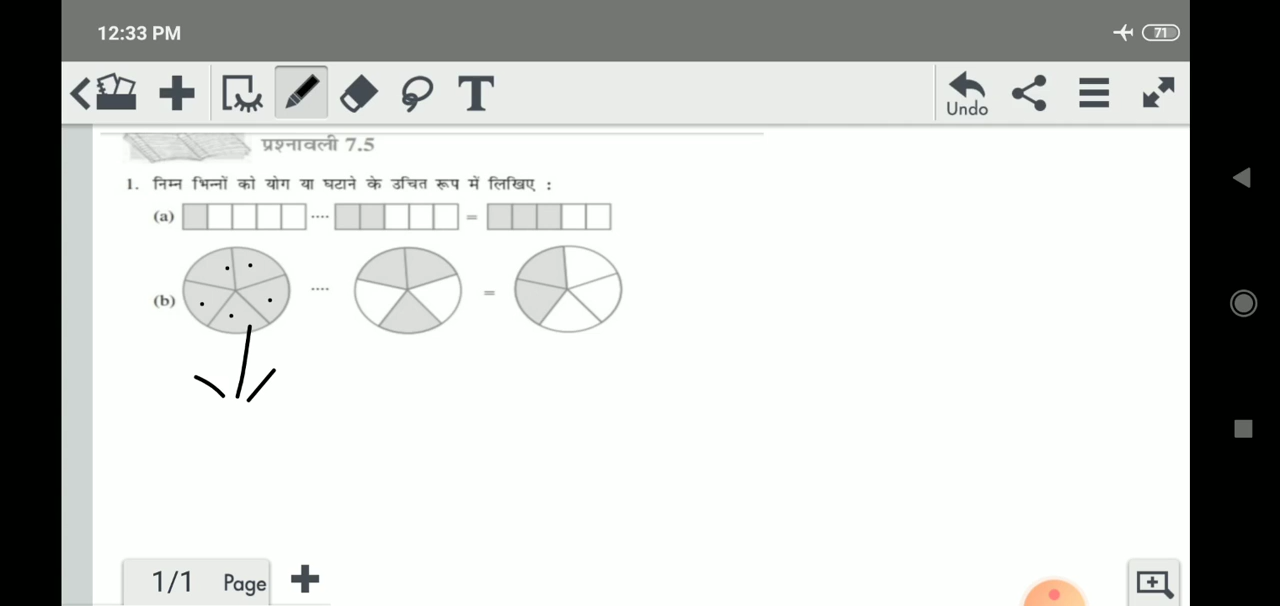 12:33 PM
71
T
Undo
प्रश्नावली 7.5
1. निम्न भिन्नों को योग या घटाने के उचित रूप में लिखिए :
(a) .... =
(b) .... =
1/1 Page